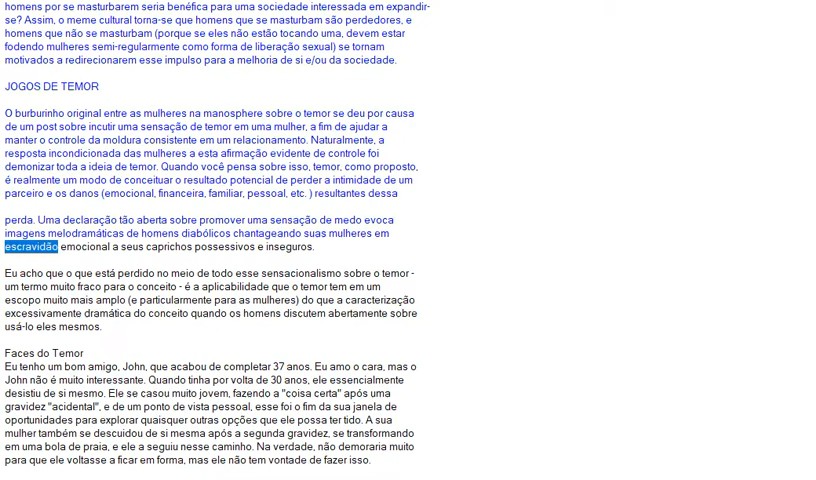 homens por se masturbarem seria benéfica para uma sociedade interessada em expandir-
se? Assim, o meme cultural torna-se que homens que se masturbam são perdedores, e
homens que não se masturbam (porque se eles não estão tocando uma, devem estar
fodendo mulheres semi-regularmente como forma de liberação sexual) se tornam
motivados a redirecionarem esse impulso para a melhoria de si e/ou da sociedade.
JOGOS DE TEMOR
O burburinho original entre as mulheres na manosphere sobre o temor se deu por causa
de um post sobre incutir uma sensação de temor em uma mulher, a fim de ajudar a
manter o controle da moldura consistente em um relacionamento. Naturalmente, a
resposta incondicionada das mulheres a esta afirmação evidente de controle foi
demonizar toda a ideia de temor. Quando você pensa sobre isso, temor, como proposto,
é realmente um modo de conceituar o resultado potencial de perder a intimidade de um
parceiro e os danos (emocional, financeira, familiar, pessoal, etc. ) resultantes dessa
perda. Uma declaração tão aberta sobre promover uma sensação de medo evoca
imagens melodramáticas de homens diabólicos chantageando suas mulheres em
escravidão emocional a seus caprichos possessivos e inseguros.
Eu acho que o que está perdido no meio de todo esse sensacionalismo sobre o temor -
um termo muito fraco para o conceito - é a aplicabilidade que o temor tem em um
escopo muito mais amplo (e particularmente para as mulheres) do que a caracterização
excessivamente dramática do conceito quando os homens discutem abertamente sobre
usá-lo eles mesmos.
Faces do Temor
Eu tenho um bom amigo, John, que acabou de completar 37 anos. Eu amo o cara, mas o
John não é muito interessante. Quando tinha por volta de 30 anos, ele essencialmente
desistiu de si mesmo. Ele se casou muito jovem, fazendo a "coisa certa" após uma
gravidez "acidental", e de um ponto de vista pessoal, esse foi o fim da sua janela de
oportunidades para explorar quaisquer outras opções que ele possa ter tido. A sua
mulher também se descuidou de si mesma após a segunda gravidez, se transformando
em uma bola de praia, e ele a seguiu nesse caminho. Na verdade, não demoraria muito
para que ele voltasse a ficar em forma, mas ele não tem vontade de fazer isso.